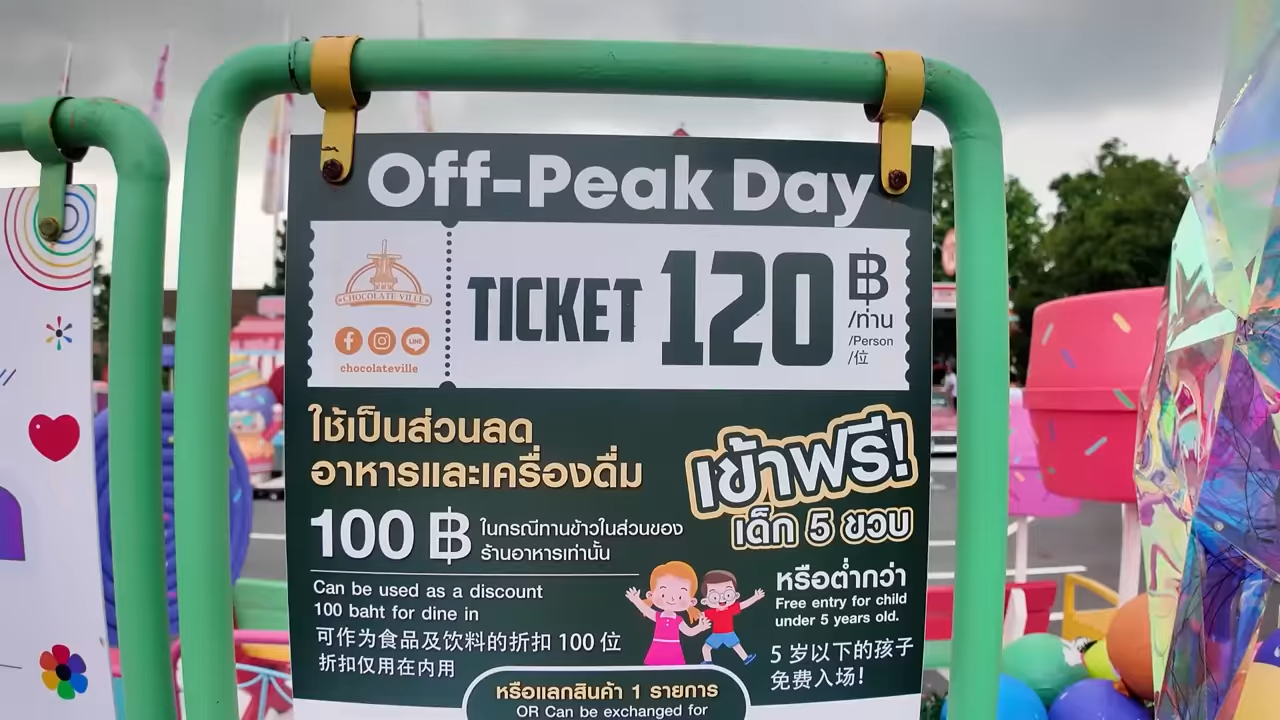 Off-Peak Day
CHOCOLATE VILLE
LINE
chocolateville
TICKET 120 ฿
/ท่าน
/Person
/位
ใช้เป็นส่วนลด
อาหารและเครื่องดื่ม
100 ฿ ในกรณีทานข้าวในส่วนของ
ร้านอาหารเท่านั้น
Can be used as a discount
100 baht for dine in
可作为食品及饮料的折扣 100 位
折扣仅用在内用
เข้าฟรี!
เด็ก 5 ขวบ
หรือต่ำกว่า
Free entry for child
under 5 years old.
5 岁以下的孩子
免费入场!
หรือแลกสินค้า 1 รายการ
OR Can be exchanged for